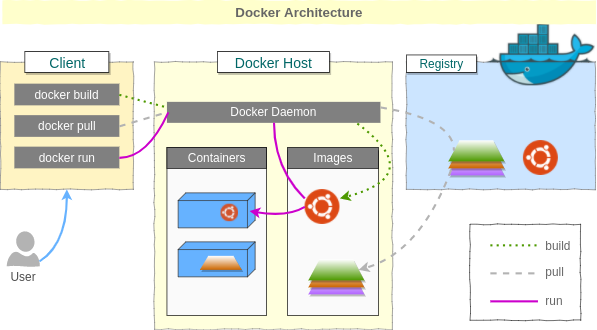 Docker Architecture
Client
Docker Host
Registry
docker build
docker pull
docker run
Docker Daemon
Containers
Images
User
build
pull
run